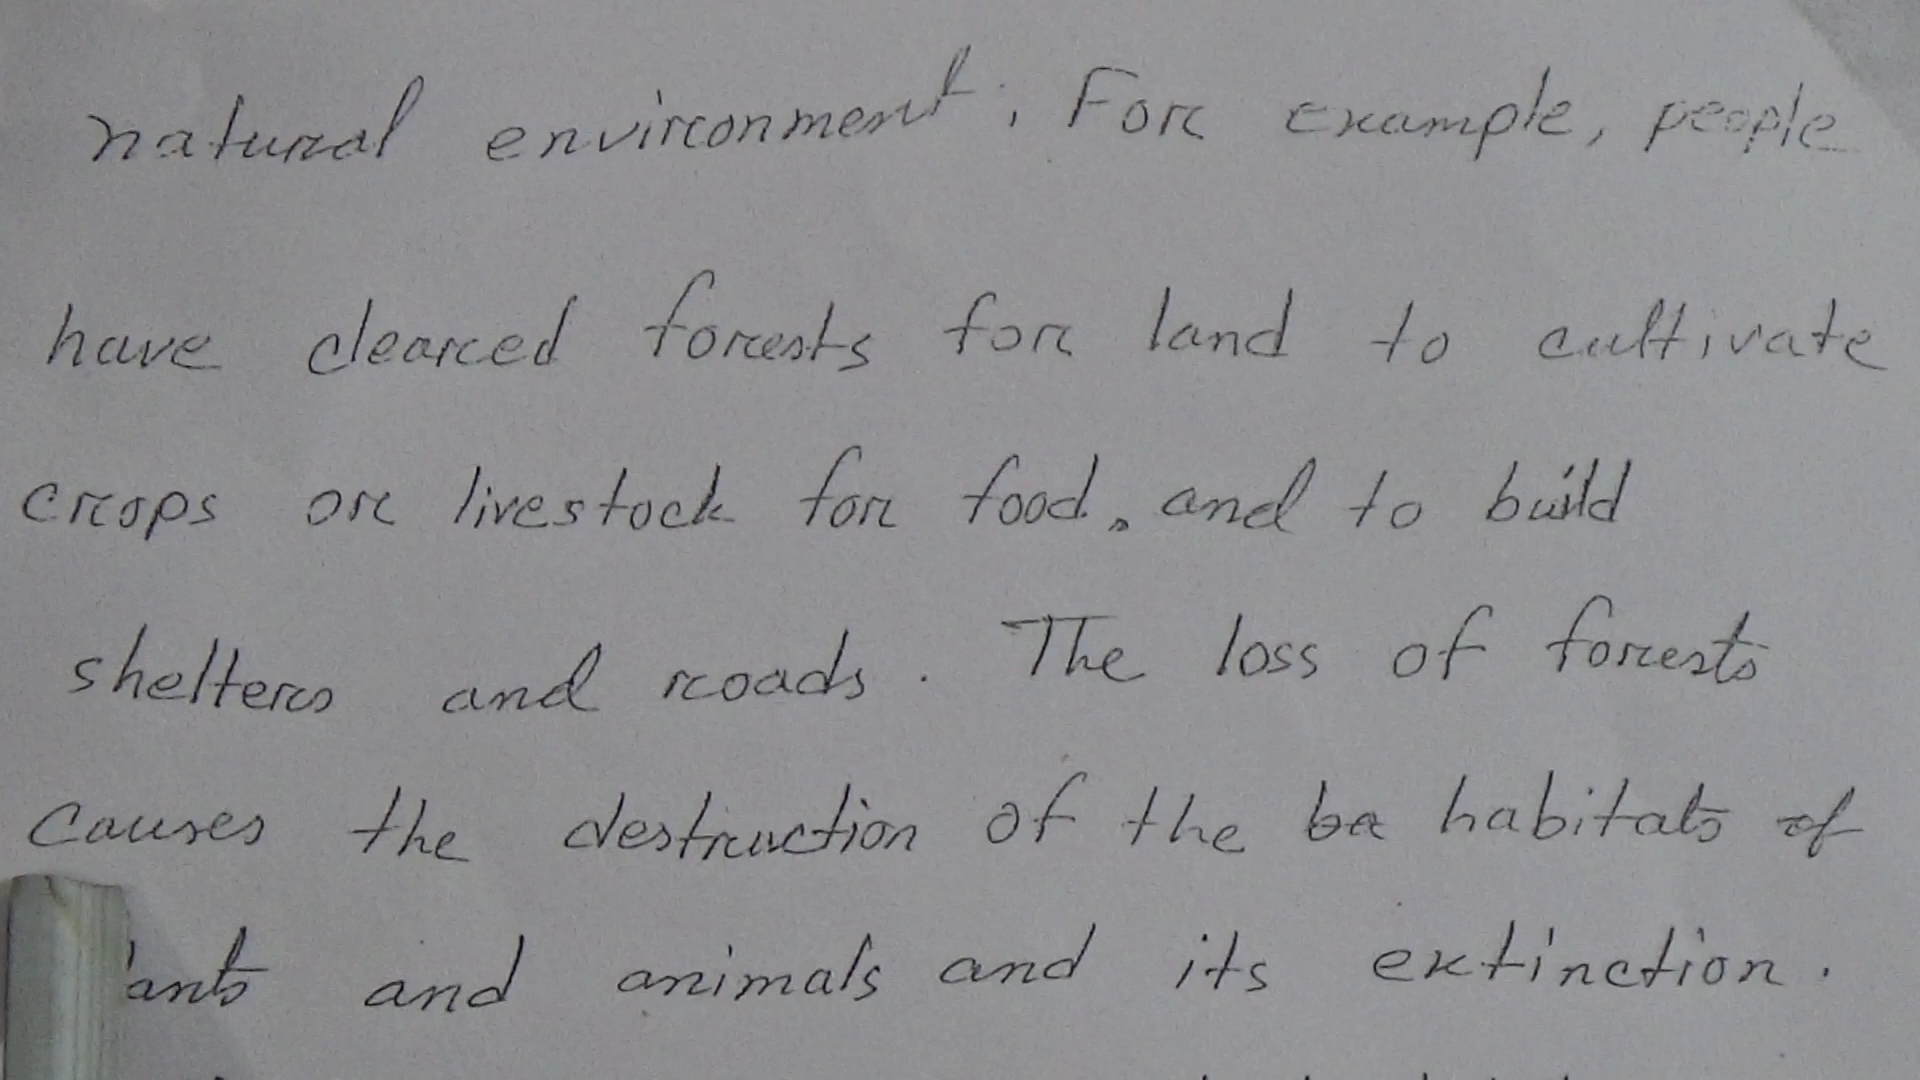 natural environment. For example, people
have cleared forests for land to cultivate
crops or livestock for food, and to build
shelters and roads. The loss of forests
causes the destruction of the habitats of
and animals and its extinction.